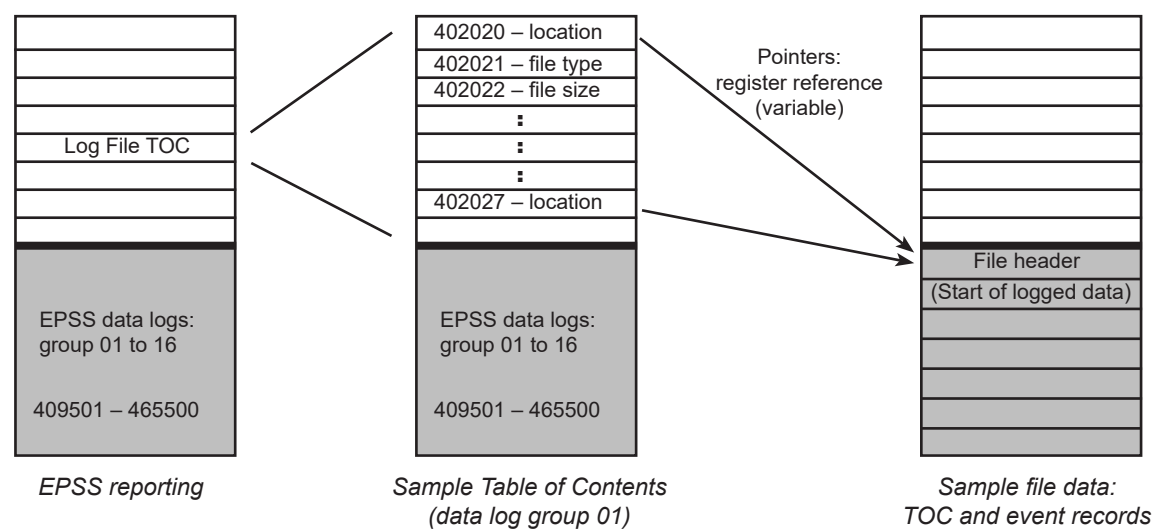 Log File TOC
EPSS data logs:
group 01 to 16
409501 – 465500
EPSS reporting
402020 – location
402021 – file type
402022 – file size
:
:
:
402027 – location
EPSS data logs:
group 01 to 16
409501 – 465500
Sample Table of Contents
(data log group 01)
Pointers:
register reference
(variable)
File header
(Start of logged data)
Sample file data:
TOC and event records